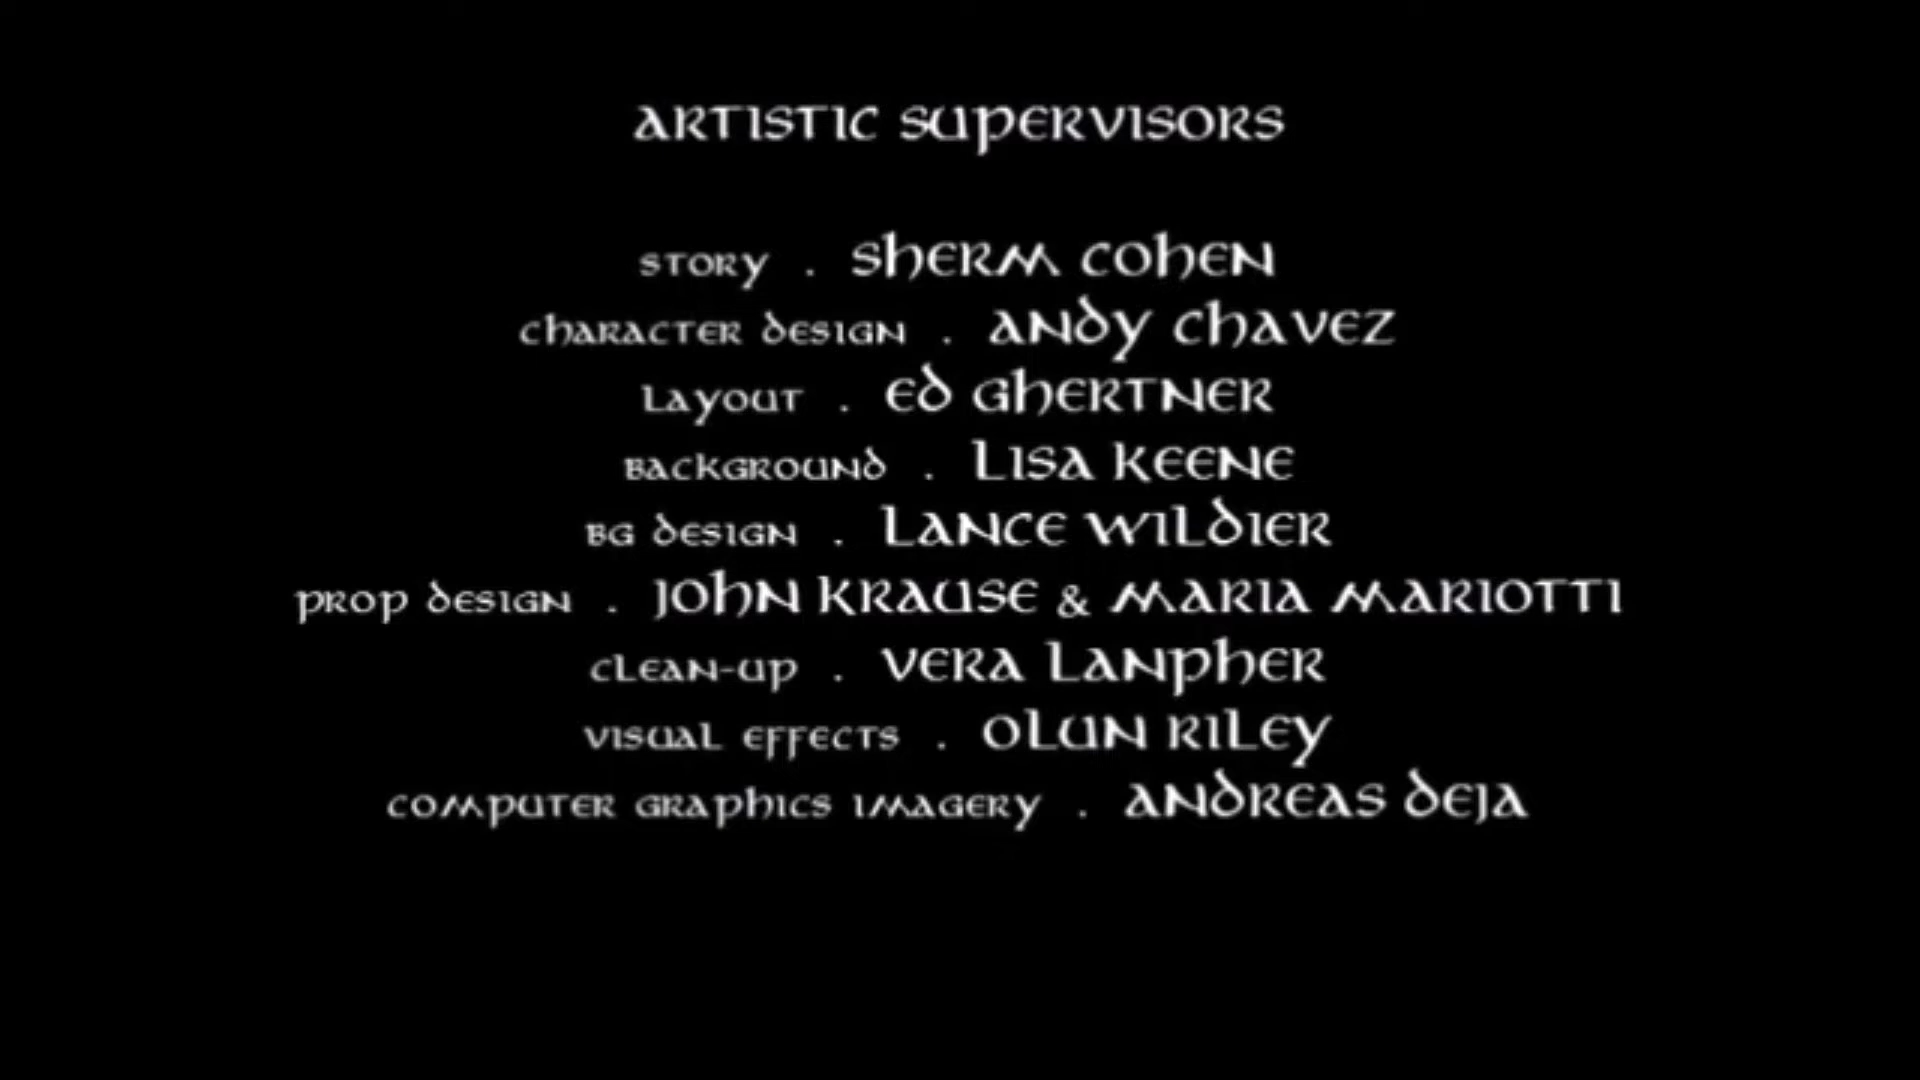 ARTISTIC SUPERVISORS
STORY . SHERM COHEN
CHARACTER DESIGN . ANDY CHAVEZ
LAYOUT . ED GHERTNER
BACKGROUND . LISA KEENE
BG DESIGN . LANCE WILDIER
PROP DESIGN . JOHN KRAUSE & MARIA MARIOTTI
CLEAN-UP . VERA LANPHER
VISUAL EFFECTS . OLUN RILEY
COMPUTER GRAPHICS IMAGERY . ANDREAS DEJA